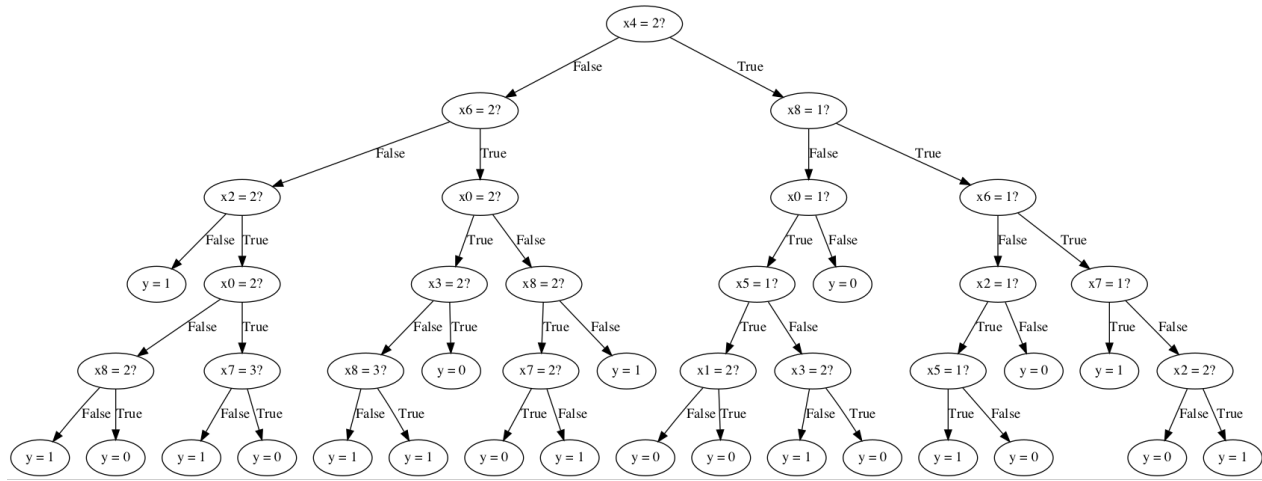 x4 = 2?
False
True
x6 = 2?
x8 = 1?
False
True
False
True
x2 = 2?
x0 = 2?
x0 = 1?
x6 = 1?
False
True
True
False
True
False
False
True
y = 1
x0 = 2?
x3 = 2?
x8 = 2?
x5 = 1?
y = 0
x2 = 1?
x7 = 1?
False
True
False
True
True
False
True
False
True
False
True
False
x8 = 2?
x7 = 3?
x8 = 3?
y = 0
x7 = 2?
y = 1
x1 = 2?
x3 = 2?
x5 = 1?
y = 0
y = 1
x2 = 2?
False
True
False
True
False
True
True
False
False
True
False
True
True
False
False
True
y = 1
y = 0
y = 1
y = 0
y = 1
y = 1
y = 0
y = 1
y = 0
y = 0
y = 1
y = 0
y = 1
y = 0
y = 0
y = 1